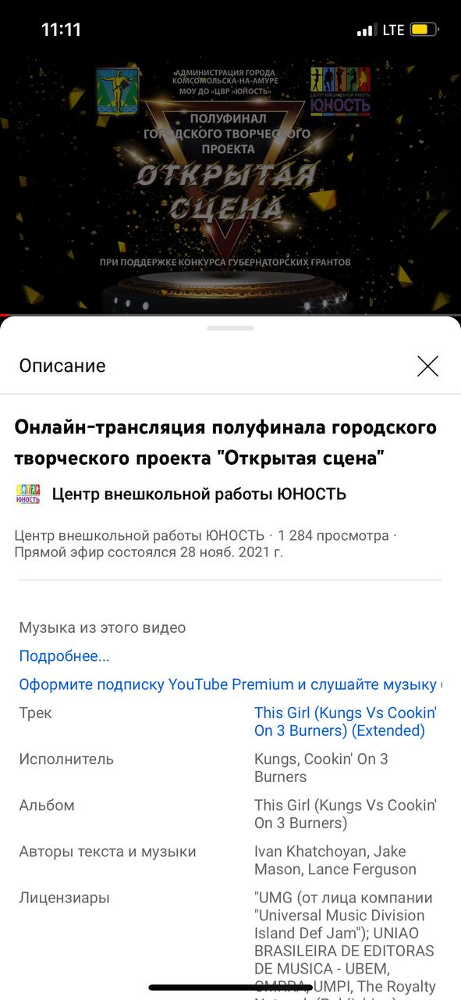 11:11
LTE
АДМИНИСТРАЦИЯ ГОРОДА
КОМСОМОЛЬСКА-НА-АМУРЕ
МОУ ДО «ЦВР «ЮНОСТЬ»
ЦЕНТР ВНЕШКОЛЬНОЙ РАБОТЫ
ЮНОСТЬ
ПОЛУФИНАЛ
ГОРОДСКОГО ТВОРЧЕСКОГО
ПРОЕКТА
ОТКРЫТАЯ
СЦЕНА
ПРИ ПОДДЕРЖКЕ КОНКУРСА ГУБЕРНАТОРСКИХ ГРАНТОВ
Описание
Онлайн-трансляция полуфинала городского
творческого проекта "Открытая сцена"
ЮНОСТЬ
Центр внешкольной работы ЮНОСТЬ
Центр внешкольной работы ЮНОСТЬ · 1 284 просмотра ·
Прямой эфир состоялся 28 нояб. 2021 г.
Музыка из этого видео
Подробнее...
Оформите подписку YouTube Premium и слушайте музыку
Трек
This Girl (Kungs Vs Cookin'
On 3 Burners) (Extended)
Исполнитель
Kungs, Cookin' On 3
Burners
Альбом
This Girl (Kungs Vs Cookin'
On 3 Burners)
Авторы текста и музыки
Ivan Khatchoyan, Jake
Mason, Lance Ferguson
Лицензиары
"UMG (от лица компании
"Universal Music Division
Island Def Jam"); UNIAO
BRASILEIRA DE EDITORAS
DE MUSICA - UBEM,
CMRRA, UMPI, The Royalty